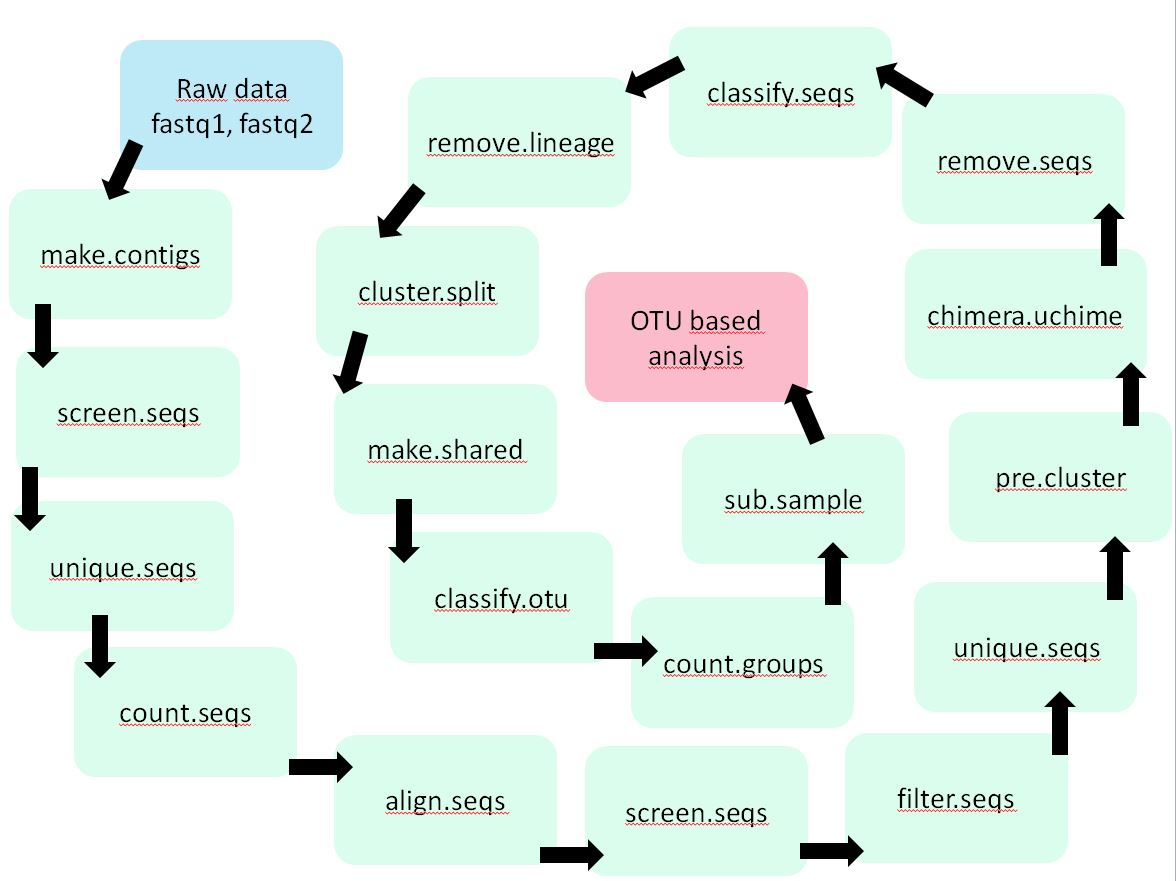 Raw data
fastq1, fastq2
make.contigs
screen.seqs
unique.seqs
count.seqs
align.seqs
screen.seqs
filter.seqs
unique.seqs
pre.cluster
chimera.uchime
remove.seqs
classify.seqs
remove.lineage
cluster.split
make.shared
classify.otu
count.groups
sub.sample
OTU based
analysis